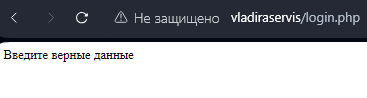 Не защищено vladiraservis/login.php
Введите верные данные